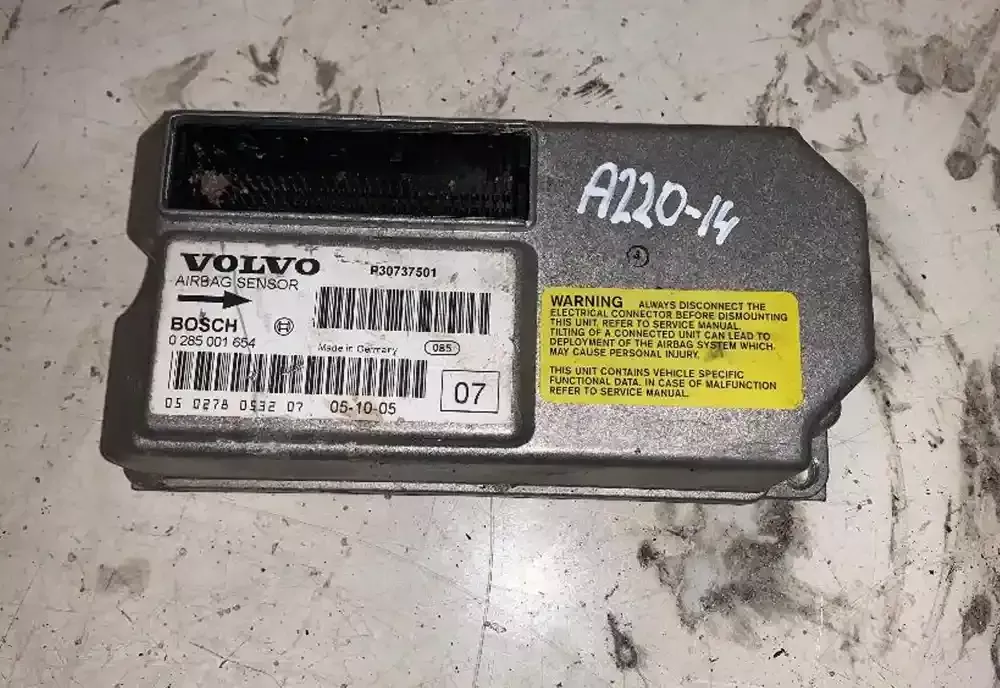 A220-14
4
VOLVO
P30737501
AIRBAG SENSOR
BOSCH
0 285 001 654
Made in Germany
085
05 0278 0532 07
05-10-05
07
WARNING ALWAYS DISCONNECT THE
ELECTRICAL CONNECTOR BEFORE DISMOUNTING
THIS UNIT. REFER TO SERVICE MANUAL.
TILTING OF A CONNECTED UNIT CAN LEAD TO
DEPLOYMENT OF THE AIRBAG SYSTEM WHICH
MAY CAUSE PERSONAL INJURY.
THIS UNIT CONTAINS VEHICLE SPECIFIC
FUNCTIONAL DATA. IN CASE OF MALFUNCTION
REFER TO SERVICE MANUAL.